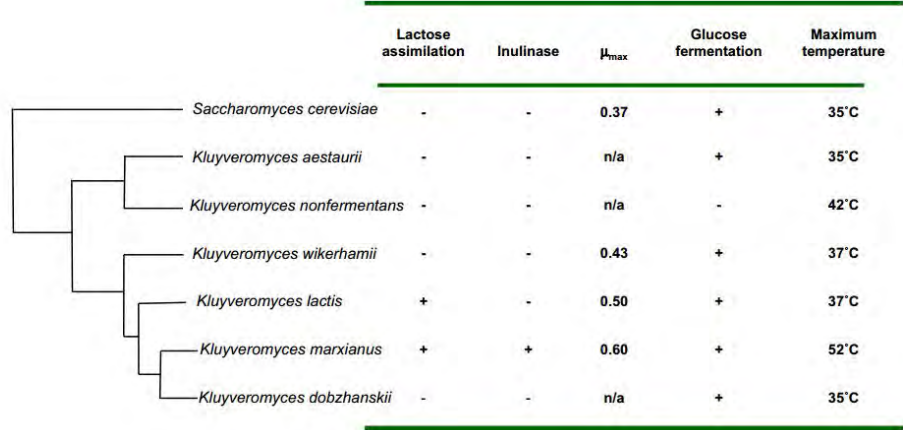 Lactose assimilation Inulinase μmax Glucose fermentation Maximum temperature
Saccharomyces cerevisiae - - 0.37 + 35˚C
Kluyveromyces aestaurii - - n/a + 35˚C
Kluyveromyces nonfermentans - - n/a - 42˚C
Kluyveromyces wikerhamii - - 0.43 + 37˚C
Kluyveromyces lactis + - 0.50 + 37˚C
Kluyveromyces marxianus + + 0.60 + 52˚C
Kluyveromyces dobzhanskii - - n/a + 35˚C